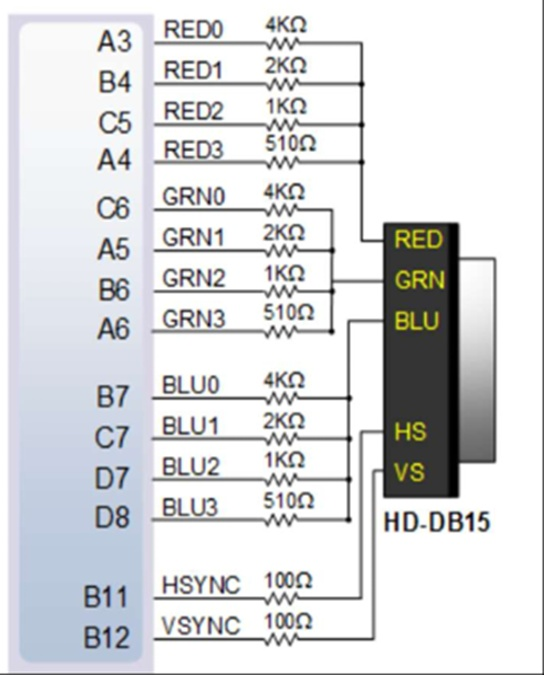 A3 RED0 4KΩ
B4 RED1 2KΩ
C5 RED2 1KΩ
A4 RED3 510Ω
C6 GRN0 4KΩ
A5 GRN1 2KΩ
B6 GRN2 1KΩ
A6 GRN3 510Ω
B7 BLU0 4KΩ
C7 BLU1 2KΩ
D7 BLU2 1KΩ
D8 BLU3 510Ω
B11 HSYNC 100Ω
B12 VSYNC 100Ω
RED
GRN
BLU
HS
VS
HD-DB15